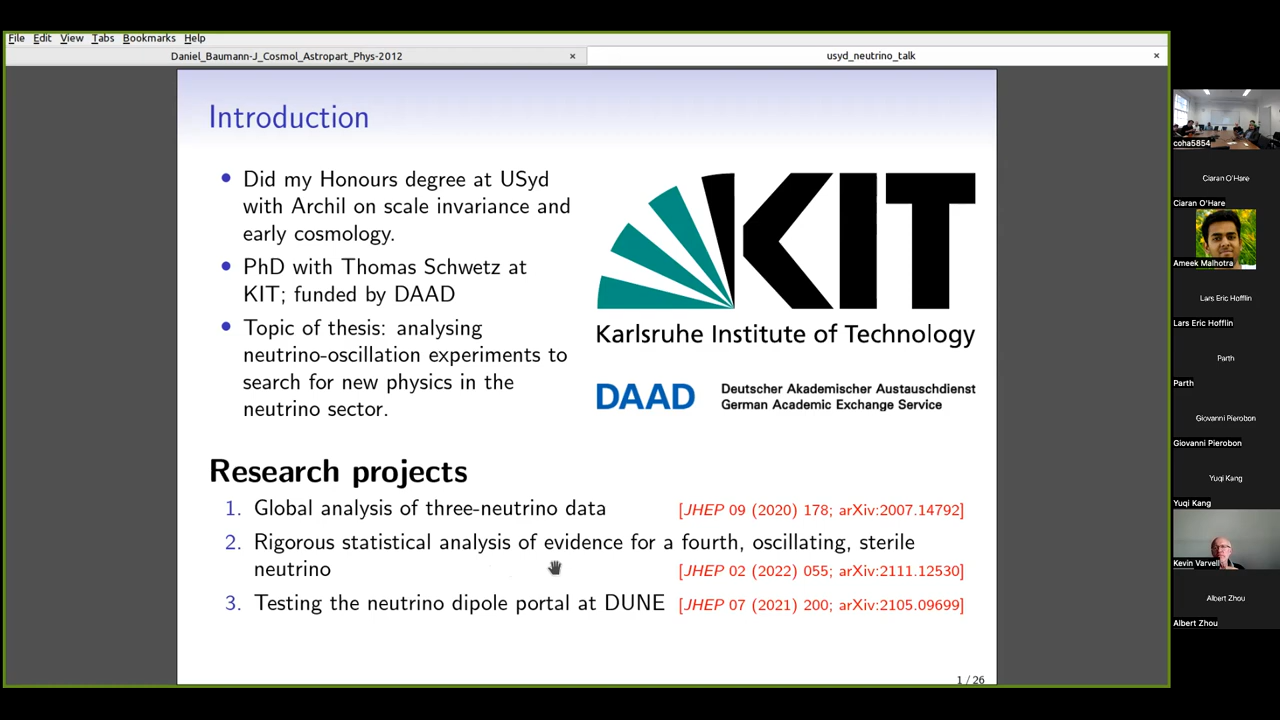 File Edit View Tabs Bookmarks Help
Daniel_Baumann-J_Cosmol_Astropart_Phys-2012 × usyd_neutrino_talk ×
Introduction
• Did my Honours degree at USyd
with Archil on scale invariance and
early cosmology.
• PhD with Thomas Schwetz at
KIT; funded by DAAD
• Topic of thesis: analysing
neutrino-oscillation experiments to
search for new physics in the
neutrino sector.
KIT
Karlsruhe Institute of Technology
DAAD
Deutscher Akademischer Austauschdienst
German Academic Exchange Service
Research projects
1. Global analysis of three-neutrino data [JHEP 09 (2020) 178; arXiv:2007.14792]
2. Rigorous statistical analysis of evidence for a fourth, oscillating, sterile
neutrino [JHEP 02 (2022) 055; arXiv:2111.12530]
3. Testing the neutrino dipole portal at DUNE [JHEP 07 (2021) 200; arXiv:2105.09699]
1 / 26
coha5854
Ciaran O'Hare
Ciaran O'Hare
Ameek Malhotra
Lars Eric Hofflin
Lars Eric Hofflin
Parth
Parth
Giovanni Pierobon
Giovanni Pierobon
Yuqi Kang
Yuqi Kang
Kevin Varvell
Albert Zhou
Albert Zhou